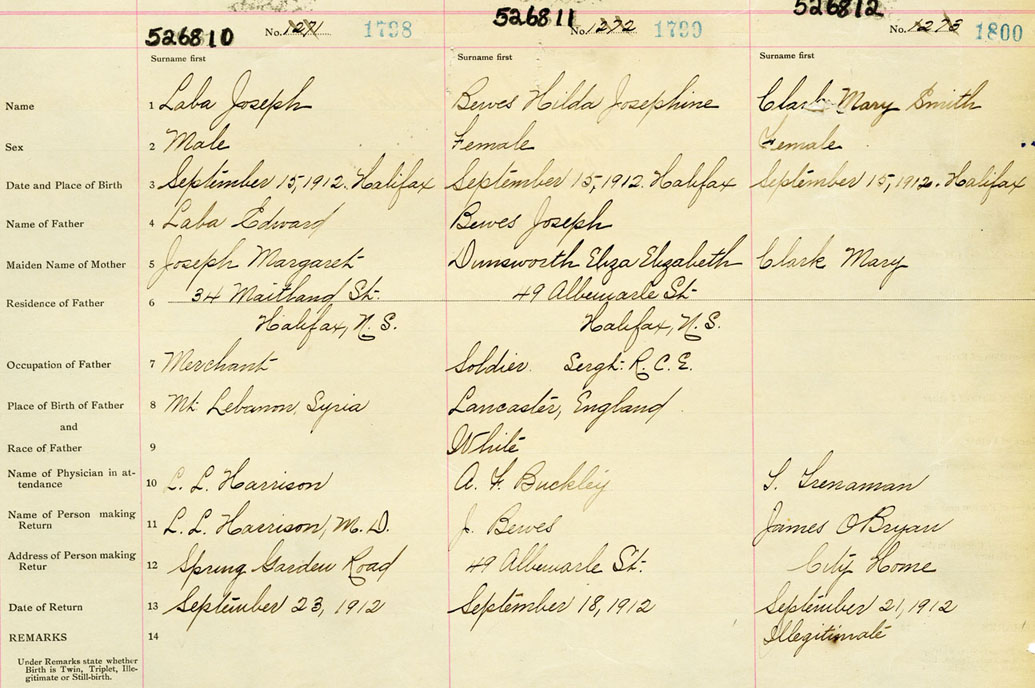 526810 No. 1271 1798 526811 No. 1272 1799 526812 No. 1273 1800
Surname first Surname first Surname first
Name 1 Laba Joseph Bewes Hilda Josephine Clark Mary Smith
Sex 2 Male Female Female
Date and Place of Birth 3 September 15, 1912. Halifax September 15, 1912. Halifax September 15, 1912. Halifax
Name of Father 4 Laba Edward Bewes Joseph
Maiden Name of Mother 5 Joseph Margaret Dunsworth Eliza Elizabeth Clark Mary
Residence of Father 6 34 Maitland St. 49 Albemarle St.
Halifax, N.S. Halifax, N.S.
Occupation of Father 7 Merchant Soldier. Sergt. R.C.E.
Place of Birth of Father 8 Mt. Lebanon, Syria Lancaster, England
and
Race of Father 9 White
Name of Physician in at-
tendance 10 L. L. Harrison A. F. Buckley Trenaman
Name of Person making
Return 11 L. L. Harrison, M.D. J. Bewes James O'Bryan
Address of Person making
Retur 12 Spring Garden Road 49 Albemarle St. City Home
Date of Return 13 September 23, 1912 September 18, 1912 September 21, 1912
REMARKS 14 Illegitimate
Under Remarks state whether
Birth is Twin, Triplet, Ille-
gitimate or Still-birth.